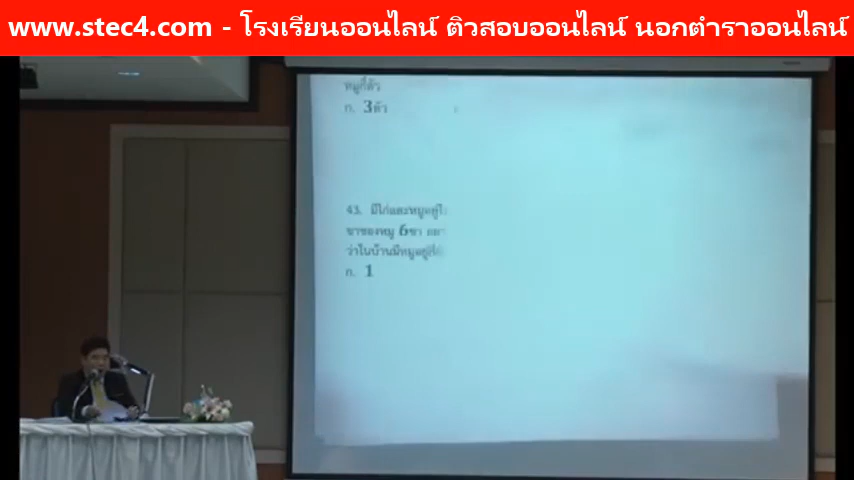 www.stec4.com - โรงเรียนออนไลน์ ติวสอบออนไลน์ นอกตำราออนไลน์
หมูกี่ตัว
ก. 3ตัว
43. มีไก่และหมูอยู่ใ
ขาของหมู 6ขา
ว่าในบ้านมีหมูอยู่กี่
ก. 1